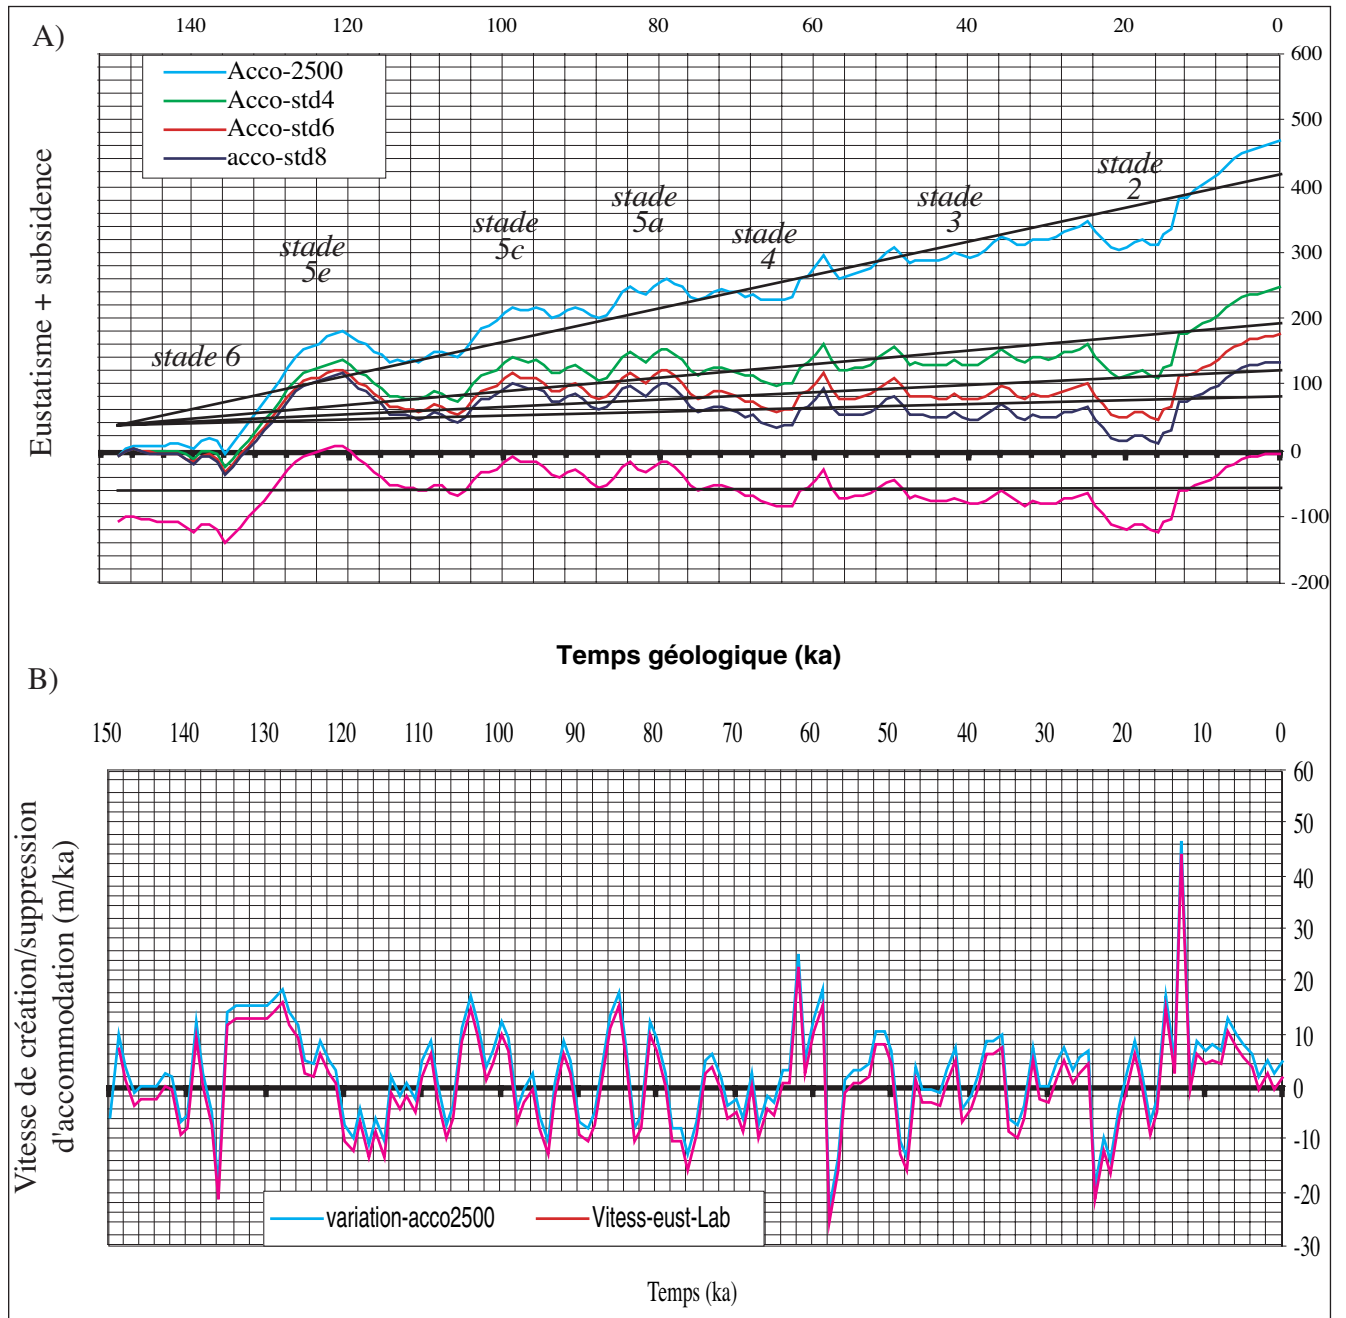 A)
140 120 100 80 60 40 20 0
Acco-2500
Acco-std4
Acco-std6
acco-std8
Eustatisme + subsidence
600
500
400
300
200
100
0
-100
-200
stade 6
stade
5e
stade
5c
stade
5a
stade
4
stade
3
stade
2
Temps géologique (ka)
B)
150 140 130 120 110 100 90 80 70 60 50 40 30 20 10 0
Vitesse de création/suppression
d'accommodation (m/ka)
60
50
40
30
20
10
0
-10
-20
-30
variation-acco2500 Vitess-eust-Lab
Temps (ka)